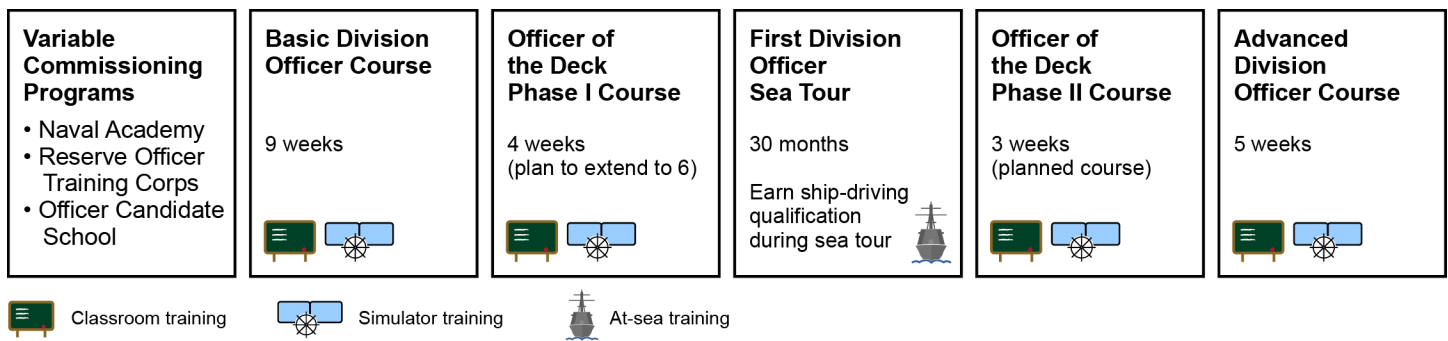 Variable
Commissioning
Programs
• Naval Academy
• Reserve Officer
Training Corps
• Officer Candidate
School
Basic Division
Officer Course
9 weeks
Officer of
the Deck
Phase I Course
4 weeks
(plan to extend to 6)
First Division
Officer
Sea Tour
30 months
Earn ship-driving
qualification
during sea tour
Officer of
the Deck
Phase II Course
3 weeks
(planned course)
Advanced
Division
Officer Course
5 weeks
Classroom training
Simulator training
At-sea training